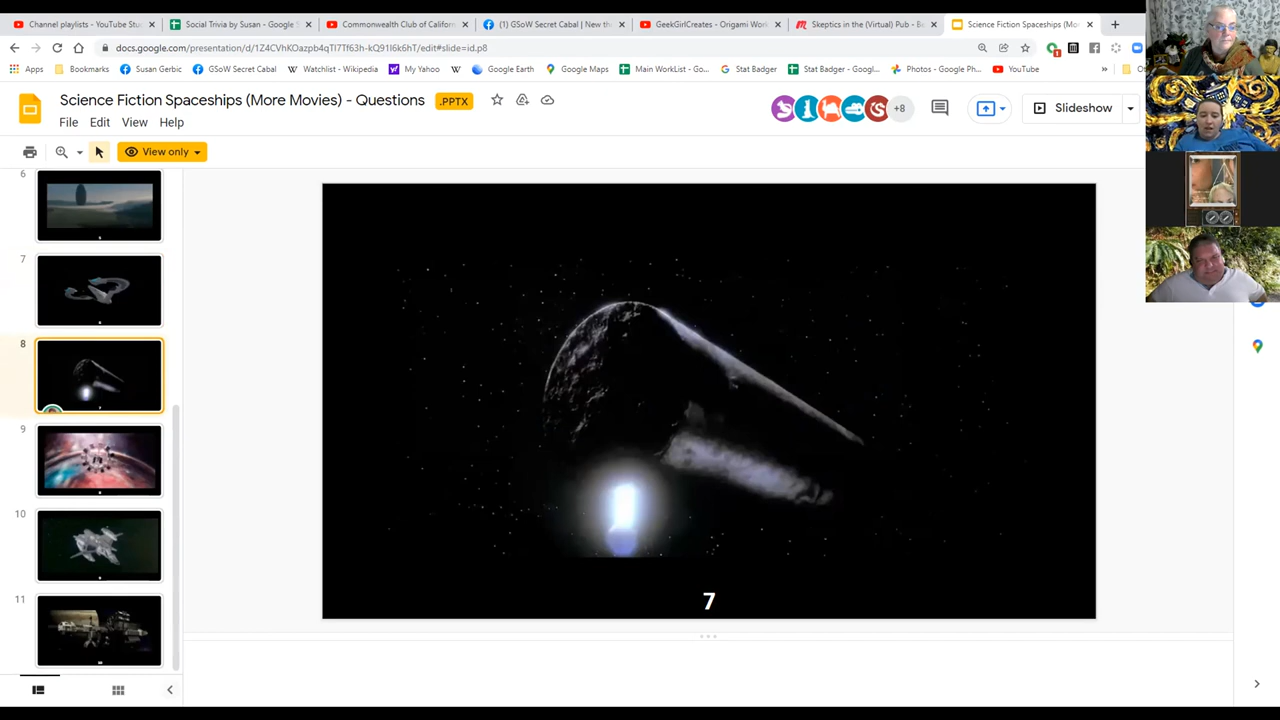 Channel playlists - YouTube Stu
Social Trivia by Susan - Google S
Commonwealth Club of Californ
(1) GSoW Secret Cabal | New th
GeekGirlCreates - Origami Wor
Skeptics in the (Virtual) Pub - Be
Science Fiction Spaceships (Mo
docs.google.com/presentation/d/1Z4CVhKOazpb4qTl7Tf63h-kQ91I6k6hT/edit#slide=id.p8
Apps
Bookmarks
Susan Gerbic
GSoW Secret Cabal
Watchlist - Wikipedia
My Yahoo
Google Earth
Google Maps
Main WorkList - Go...
Stat Badger
Stat Badger - Googl...
Photos - Google Ph...
YouTube
Science Fiction Spaceships (More Movies) - Questions
.PPTX
+8
Slideshow
File Edit View Help
View only
6
7
8
9
10
11
7